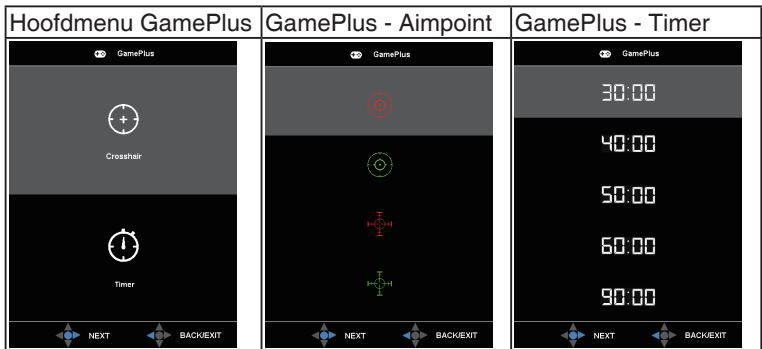 Hoofdmenu GamePlus
GamePlus
Crosshair
Timer
NEXT BACK/EXIT
GamePlus - Aimpoint
GamePlus
NEXT BACK/EXIT
GamePlus - Timer
GamePlus
30:00
40:00
50:00
60:00
90:00
NEXT BACK/EXIT